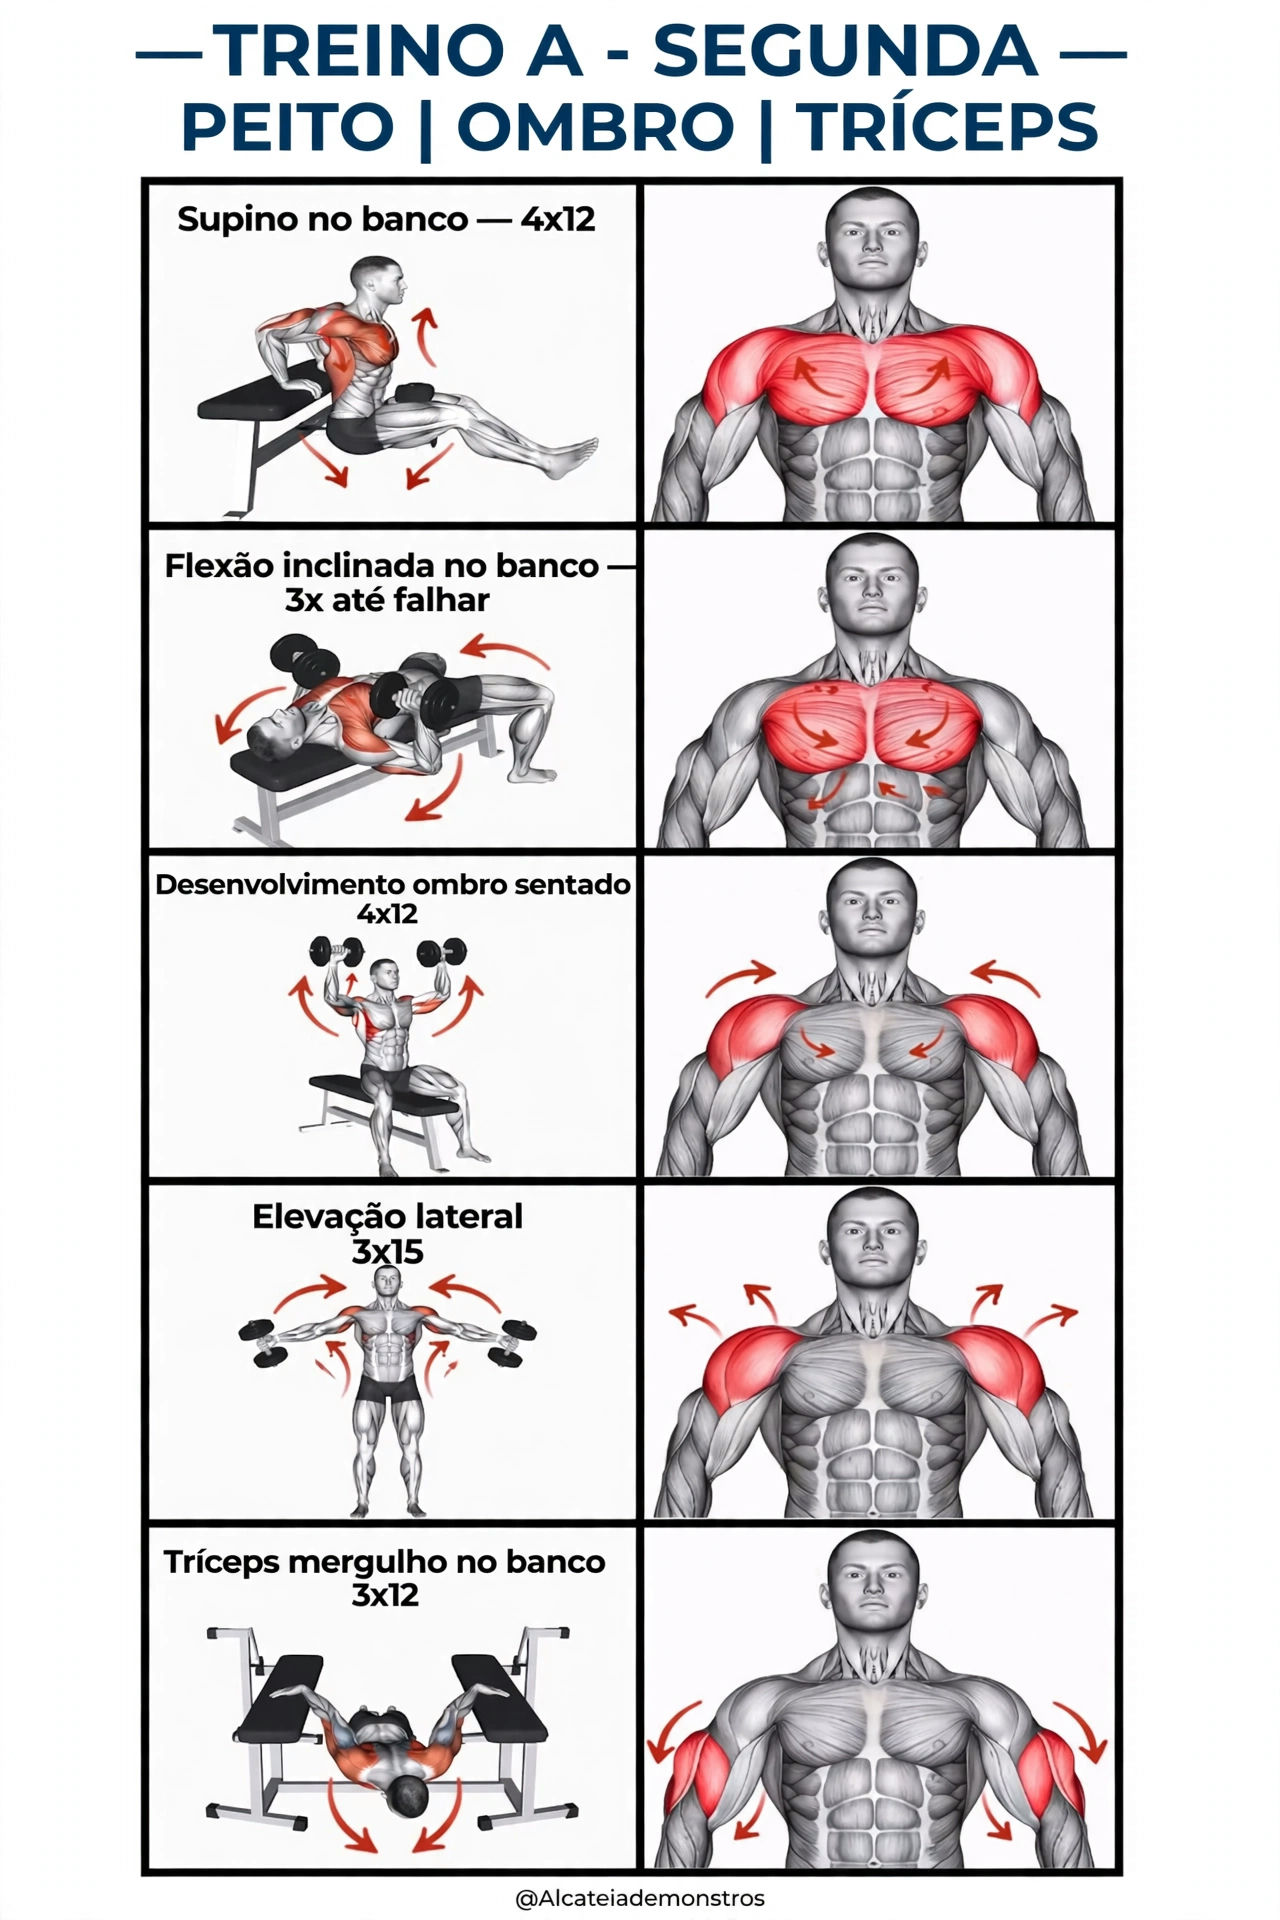 — TREINO A - SEGUNDA —
PEITO | OMBRO | TRÍCEPS
Supino no banco — 4x12
Flexão inclinada no banco —
3x até falhar
Desenvolvimento ombro sentado
4x12
Elevação lateral
3x15
Tríceps mergulho no banco
3x12
@Alcateiademonstros